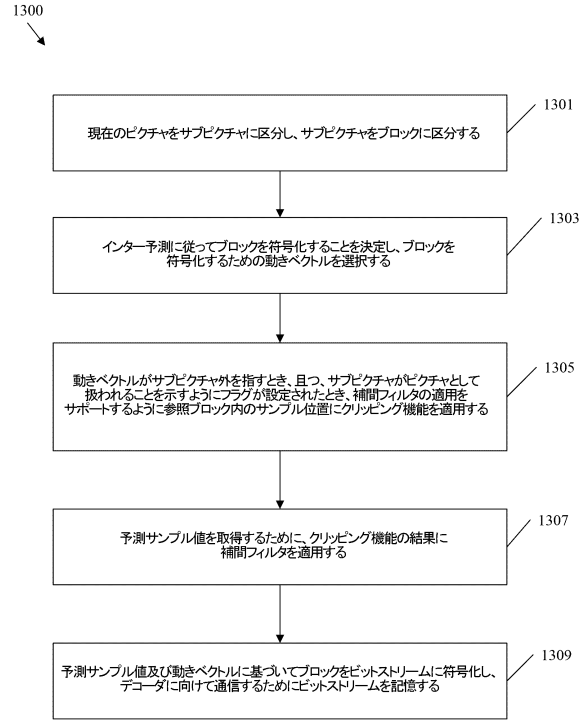 1300
1301
現在のピクチャをサブピクチャに区分し、サブピクチャをブロックに区分する
1303
インター予測に従ってブロックを符号化することを決定し、ブロックを
符号化するための動きベクトルを選択する
1305
動きベクトルがサブピクチャ外を指すとき、且つ、サブピクチャがピクチャとして
扱われることを示すようにフラグが設定されたとき、補間フィルタの適用を
サポートするように参照ブロック内のサンプル位置にクリッピング機能を適用する
1307
予測サンプル値を取得するために、クリッピング機能の結果に
補間フィルタを適用する
1309
予測サンプル値及び動きベクトルに基づいてブロックをビットストリームに符号化し、
デコーダに向けて通信するためにビットストリームを記憶する